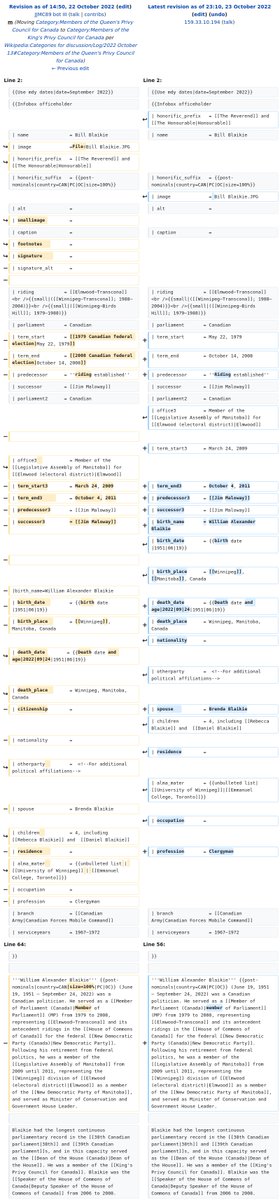 Revision as of 14:50, 22 October 2022 (edit)
JJMC89 bot III (talk | contribs)
m (Moving Category:Members of the Queen's Privy
Council for Canada to Category:Members of the
King's Privy Council for Canada per
Wikipedia:Categories for discussion/Log/2022 October
13#Category:Members of the Queen's Privy Council
for Canada)
← Previous edit
Line 2:
{{Use mdy dates|date=September 2022}}
{{Infobox officeholder
| name = Bill Blaikie
| image =File:Bill Blaikie.JPG
| honorific_prefix = [[The Reverend]] and
[[The Honourable|Honourable]]
| honorific_suffix = {{post-
nominals|country=CAN|PC|OC|size=100%}}
| alt =
| smallimage =
| caption =
| footnotes =
| signature =
| signature_alt =
| riding = [[Elmwood-Transcona]]
<br />{{small|([[Winnipeg—Transcona]]; 1988–
2004)}}<br />{{small|([[Winnipeg—Birds
Hill]]; 1979–1988)}}
| parliament = Canadian
| term_start = [[1979 Canadian federal
election|May 22, 1979]]
| term_end = [[2008 Canadian federal
election|October 14, 2008]]
| predecessor = ''riding established''
| successor = [[Jim Maloway]]
| parliament2 = Canadian
| office3 = Member of the
[[Legislative Assembly of Manitoba]] for
[[Elmwood (electoral district)|Elmwood]]
| term_start3 = March 24, 2009
| term_end3 = October 4, 2011
| predecessor3 = [[Jim Maloway]]
| successor3 = [[Jim Maloway]]
|birth_name=William Alexander Blaikie
| birth_date = {{birth date
|1951|06|19}}
| birth_place = [[Winnipeg]],
Manitoba, Canada
| death_date = {{Death date and
age|2022|09|24|1951|06|19}}
| death_place = Winnipeg, Manitoba,
Canada
| citizenship =
| nationality =
| otherparty = <!--For additional
political affiliations-->
| spouse = Brenda Blaikie
| children = 4, including
[[Rebecca Blaikie]] and [[Daniel Blaikie]]
| residence =
| alma_mater = {{unbulleted list|
[[University of Winnipeg]]|[[Emmanuel
College, Toronto]]}}
| occupation =
| profession = Clergyman
| branch = [[Canadian
Army|Canadian Forces Mobile Command]]
| serviceyears = 1967–1972
Line 64:
}}
'''William Alexander Blaikie''' {{post-
nominals|country=CAN|size=100%|PC|OC}} (June
19, 1951 – September 24, 2022) was a
Canadian politician. He served as a [[Member
of Parliament (Canada)|Member of
Parliament]] (MP) from 1979 to 2008,
representing [[Elmwood—Transcona]] and its
antecedent ridings in the [[House of Commons
of Canada]] for the federal [[New Democratic
Party (Canada)|New Democratic Party]].
Following his retirement from federal
politics, he was a member of the
[[Legislative Assembly of Manitoba]] from
2009 until 2011, representing the
[[Winnipeg]] division of [[Elmwood
(electoral district)|Elmwood]] as a member
of the [[New Democratic Party of Manitoba]],
and served as Minister of Conservation and
Government House Leader.
Blaikie had the longest continuous
parliamentary record in the [[38th Canadian
Parliament|38th]] and [[39th Canadian
parliament]]s, and in such capacity was
styled as the [[Dean of the House (Canada)|Dean of
the House]]. He was a member of the [[King's
Privy Council for Canada]]. Blaikie was the
[[Speaker of the House of Commons
(Canada)|Deputy Speaker of the House of
Commons]] from 2006 to 2008.
Latest revision as of 23:10, 23 October 2022
(edit) (undo)
159.33.10.194 (talk)
Line 2:
{{Use mdy dates|date=September 2022}}
{{Infobox officeholder
| honorific_prefix = [[The Reverend]] and
[[The Honourable|Honourable]]
| name = Bill Blaikie
| honorific_suffix = {{post-
nominals|country=CAN|PC|OC|size=100%}}
| image = Bill Blaikie.JPG
| alt =
| caption =
| riding = [[Elmwood-Transcona]]
<br />{{small|([[Winnipeg—Transcona]]; 1988–
2004)}}<br />{{small|([[Winnipeg—Birds
Hill]]; 1979–1988)}}
| parliament = Canadian
| term_start = May 22, 1979
| term_end = October 14, 2008
| predecessor = ''Riding established''
| successor = [[Jim Maloway]]
| parliament2 = Canadian
| office3 = Member of the
[[Legislative Assembly of Manitoba]] for
[[Elmwood (electoral district)|Elmwood]]
| term_start3 = March 24, 2009
| term_end3 = October 4, 2011
| predecessor3 = [[Jim Maloway]]
| successor3 = [[Jim Maloway]]
| birth_name = William Alexander
Blaikie
| birth_date = {{birth date
|1951|06|19}}
| birth_place = [[Winnipeg]],
[[Manitoba]], Canada
| death_date = {{Death date and
age|2022|09|24|1951|06|19}}
| death_place = Winnipeg, Manitoba,
Canada
| nationality =
| otherparty = <!--For additional
political affiliations-->
| spouse = Brenda Blaikie
| children = 4, including [[Rebecca
Blaikie]] and [[Daniel Blaikie]]
| residence =
| alma_mater = {{unbulleted list|
[[University of Winnipeg]]|[[Emmanuel
College, Toronto]]}}
| occupation =
| profession = Clergyman
| branch = [[Canadian
Army|Canadian Forces Mobile Command]]
| serviceyears = 1967–1972
Line 56:
}}
'''William Alexander Blaikie''' {{post-
nominals|country=CAN|PC|OC}} (June 19, 1951
– September 24, 2022) was a Canadian
politician. He served as a [[Member of
Parliament (Canada)|member of Parliament]]
(MP) from 1979 to 2008, representing
[[Elmwood—Transcona]] and its antecedent
ridings in the [[House of Commons of
Canada]] for the federal [[New Democratic
Party (Canada)|New Democratic Party]].
Following his retirement from federal
politics, he was a member of the
[[Legislative Assembly of Manitoba]] from
2009 until 2011, representing the
[[Winnipeg]] division of [[Elmwood
(electoral district)|Elmwood]] as a member
of the [[New Democratic Party of Manitoba]],
and served as Minister of Conservation and
Government House Leader.
Blaikie had the longest continuous
parliamentary record in the [[38th Canadian
Parliament|38th]] and [[39th Canadian
parliament]]s, and in such capacity was
styled as the [[Dean of the House (Canada)|Dean of
the House]]. He was a member of the [[King's
Privy Council for Canada]]. Blaikie was the
[[Speaker of the House of Commons
(Canada)|Deputy Speaker of the House of
Commons]] from 2006 to 2008.